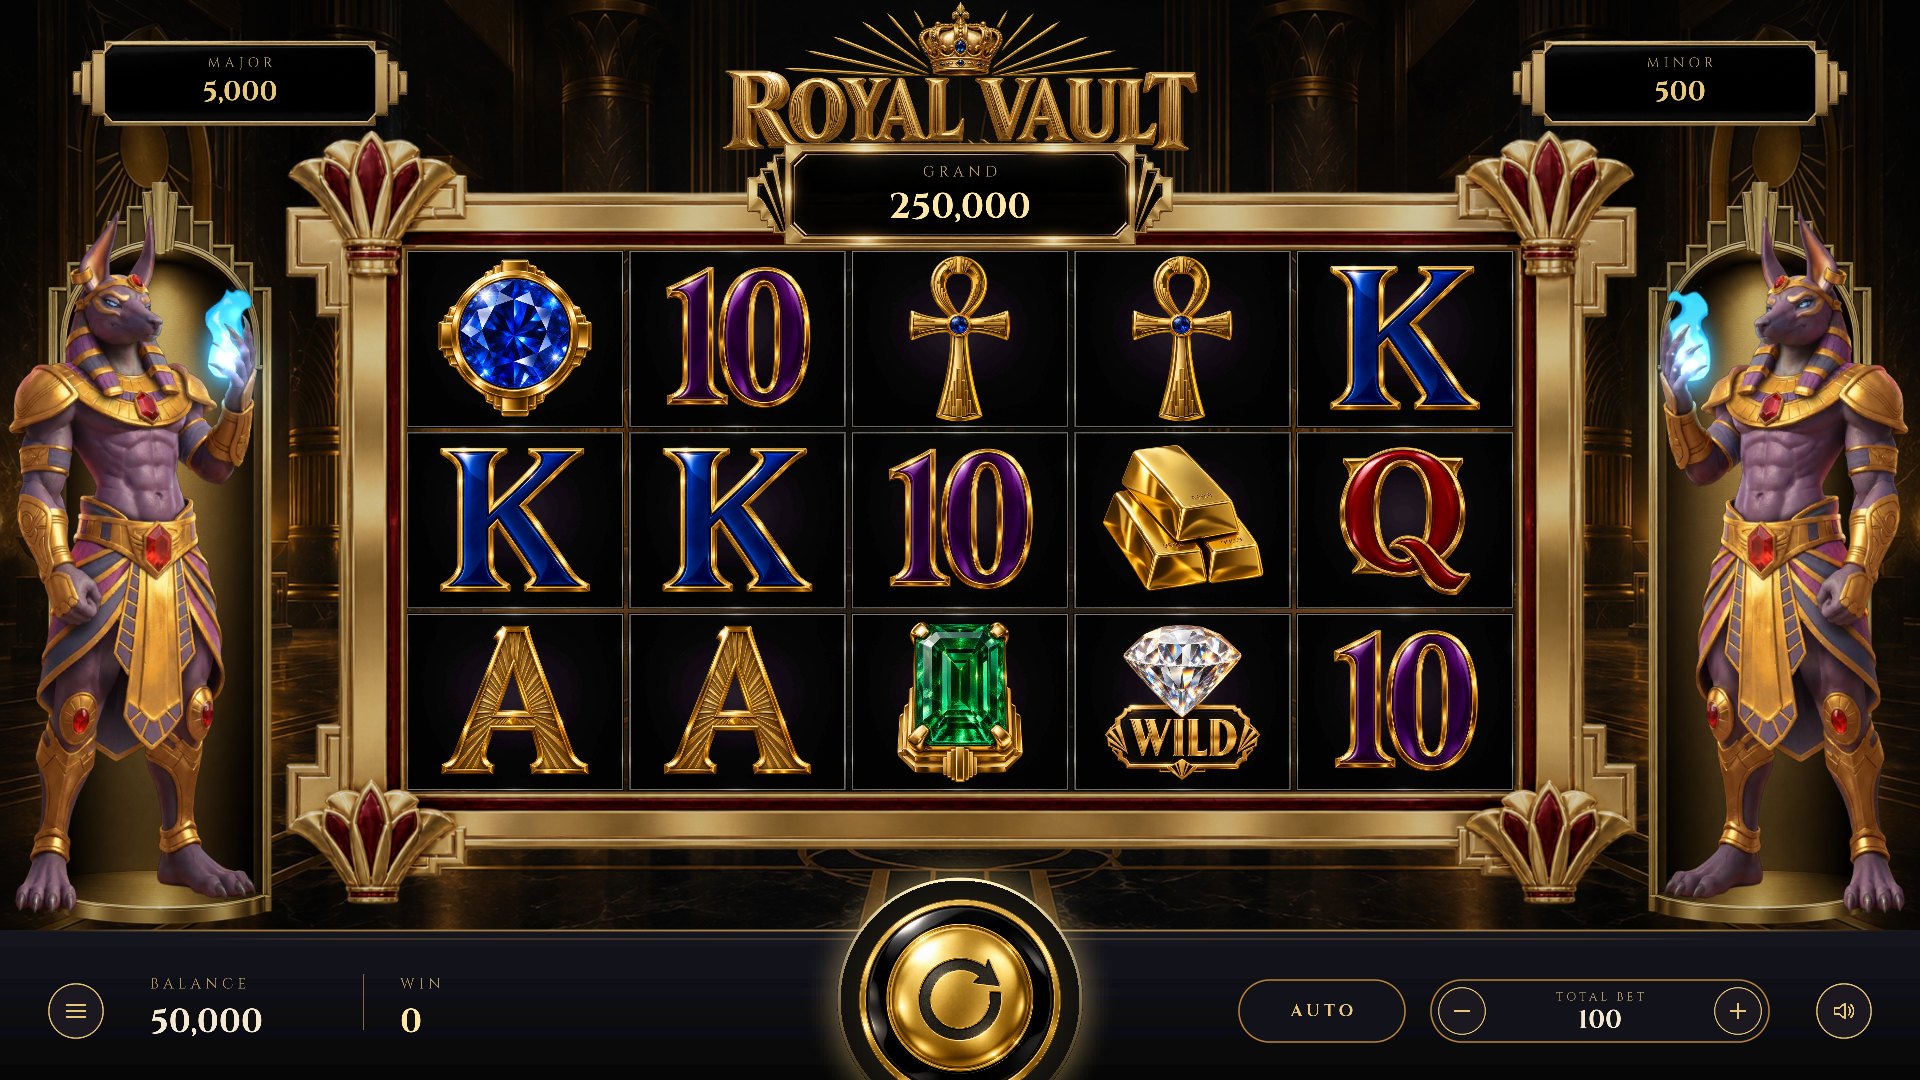 MAJOR
5,000
ROYAL VAULT
MINOR
500
GRAND
250,000
10
K
K
K
10
Q
A
A
WILD
10
BALANCE
50,000
WIN
0
AUTO
TOTAL BET
100